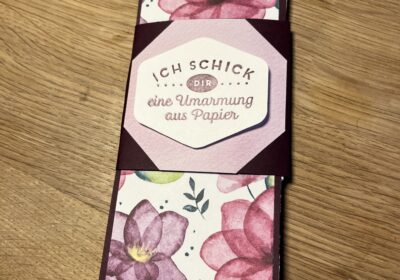 ICH SCHICK
DIR
eine Umarmung
aus Papier